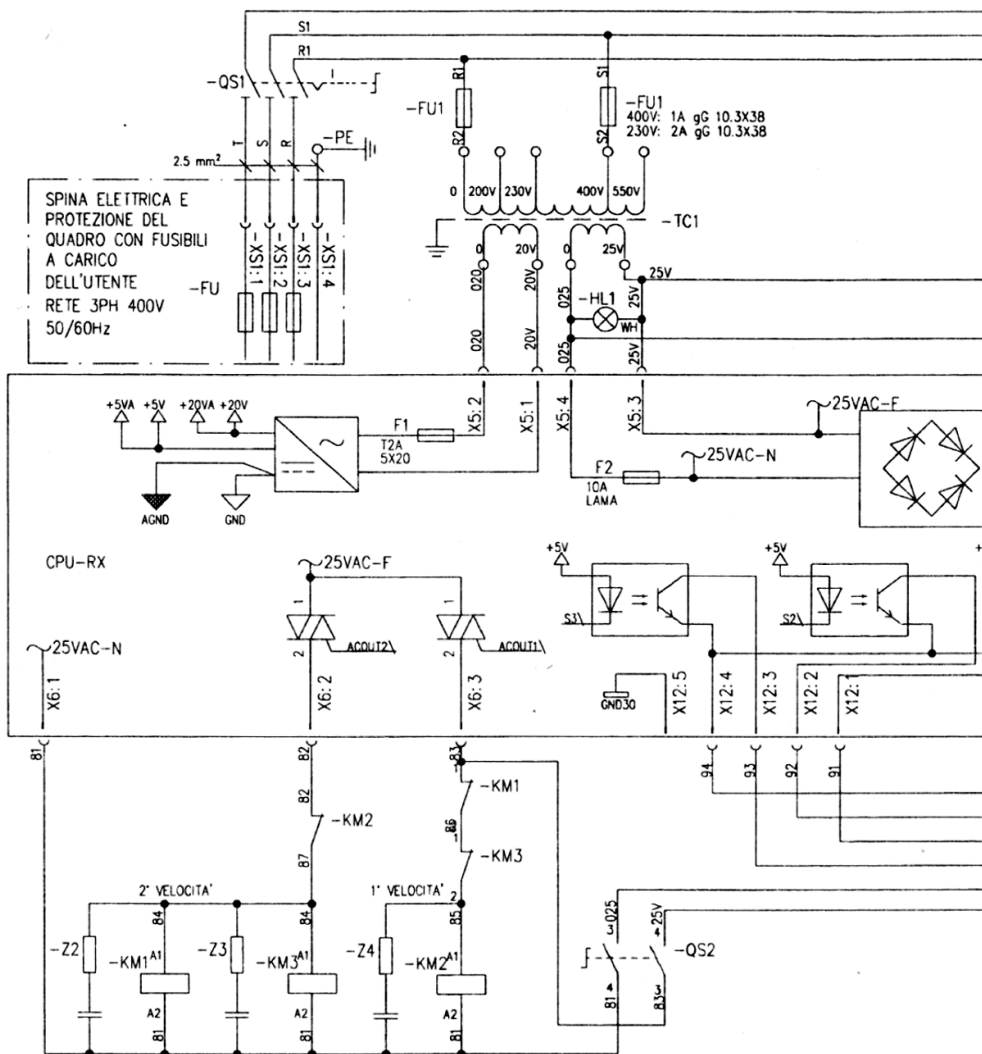 S1
R1
-QS1
R1
-FU1
R2
S1
-FU1
400V: 1A gG 10.3X38
230V: 2A gG 10.3X38
S2
T
S
R
-PE
2.5 mm²
0
200V
230V
400V
550V
-TC1
SPINA ELETTRICA E
PROTEZIONE DEL
QUADRO CON FUSIBILI
A CARICO
DELL'UTENTE
RETE 3PH 400V
50/60Hz
-FU
-XS1:1
-XS1:2
-XS1:3
-XS1:4
0
20V
0
25V
25V
020
20V
025
25V
-HL1
WH
020
20V
025
25V
X5:2
X5:1
X5:4
X5:3
+5VA
+5V
+20VA
+20V
F1
T2A
5X20
AGND
GND
25VAC-F
25VAC-N
F2
10A
LAMA
CPU-RX
25VAC-F
+5V
+5V
+
1
2
ACOUT2\
1
2
ACOUT1\
S3\
S2\
25VAC-N
X6:1
X6:2
X6:3
GND30
X12:5
X12:4
X12:3
X12:2
X12:1
81
82
83
94
93
92
91
82
-KM2
87
-KM1
86
-KM3
2
2° VELOCITA'
1° VELOCITA'
84
84
85
-Z2
-KM1
A1
A2
81
-Z3
-KM3
A1
A2
81
-Z4
-KM2
A1
A2
81
025
25V
3
4
-QS2
4
3
81
83